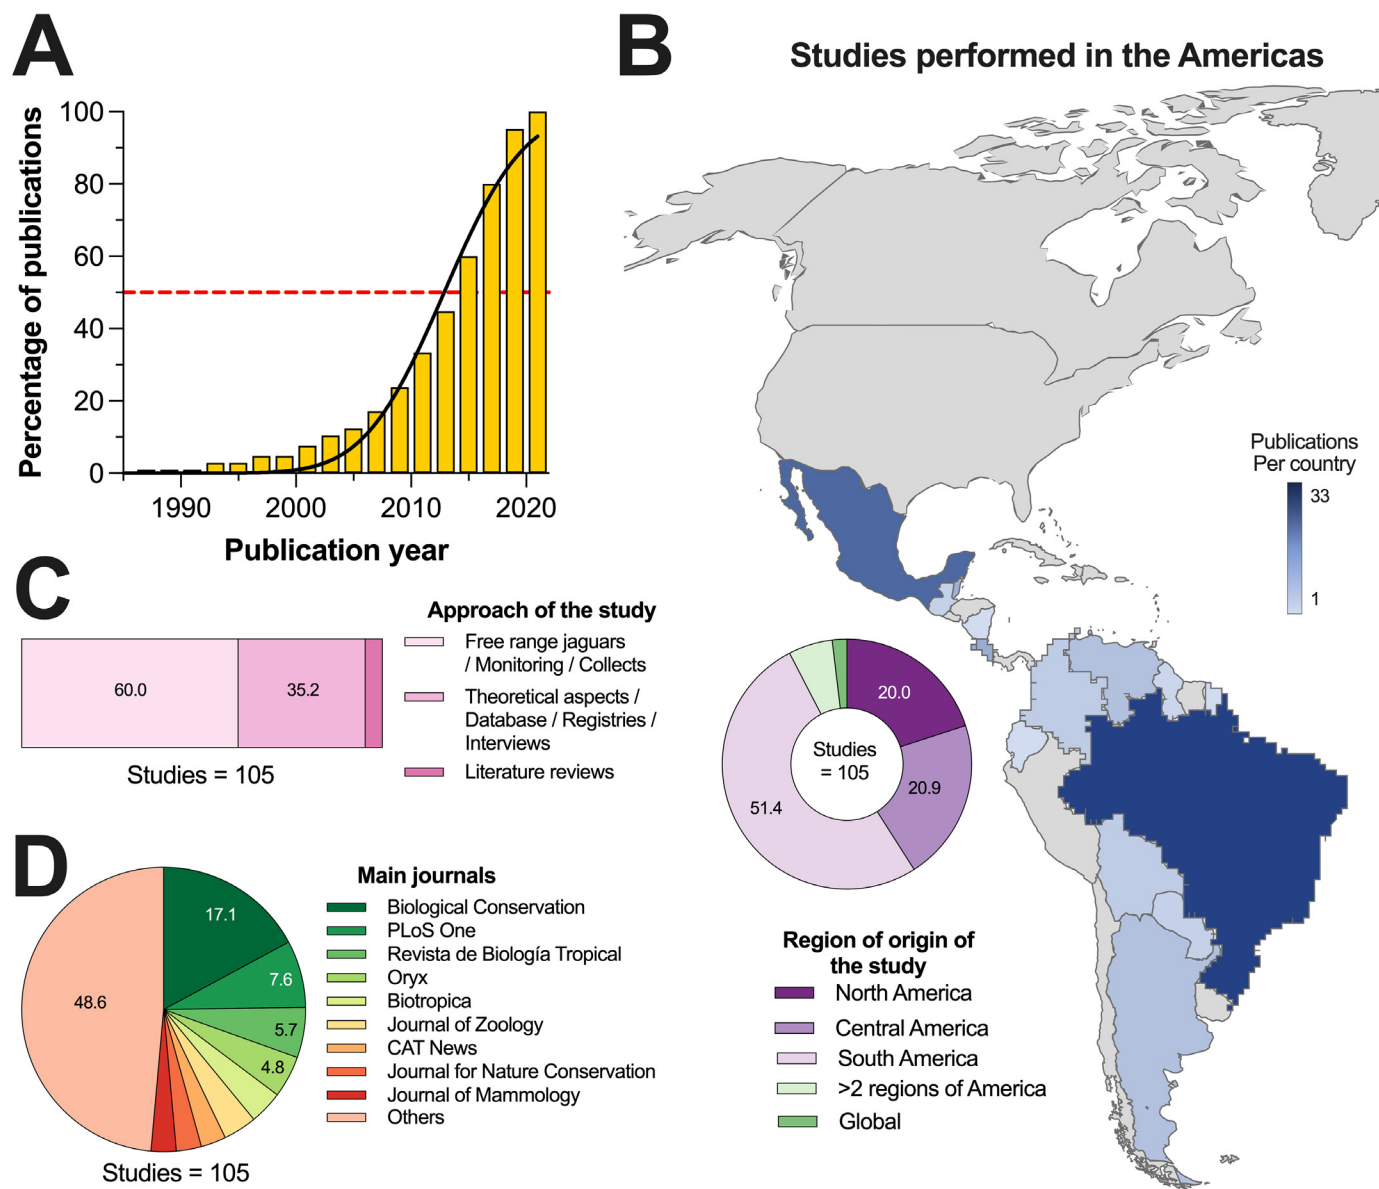 A
Percentage of publications
100
80
60
40
20
0
1990
2000
2010
2020
Publication year
B
Studies performed in the Americas
Publications
Per country
33
1
20.0
20.9
51.4
Studies
= 105
Region of origin of
the study
North America
Central America
South America
>2 regions of America
Global
C
60.0
35.2
Studies = 105
Approach of the study
Free range jaguars
/ Monitoring / Collects
Theoretical aspects /
Database / Registries /
Interviews
Literature reviews
D
17.1
7.6
5.7
4.8
48.6
Studies = 105
Main journals
Biological Conservation
PLoS One
Revista de Biología Tropical
Oryx
Biotropica
Journal of Zoology
CAT News
Journal for Nature Conservation
Journal of Mammology
Others